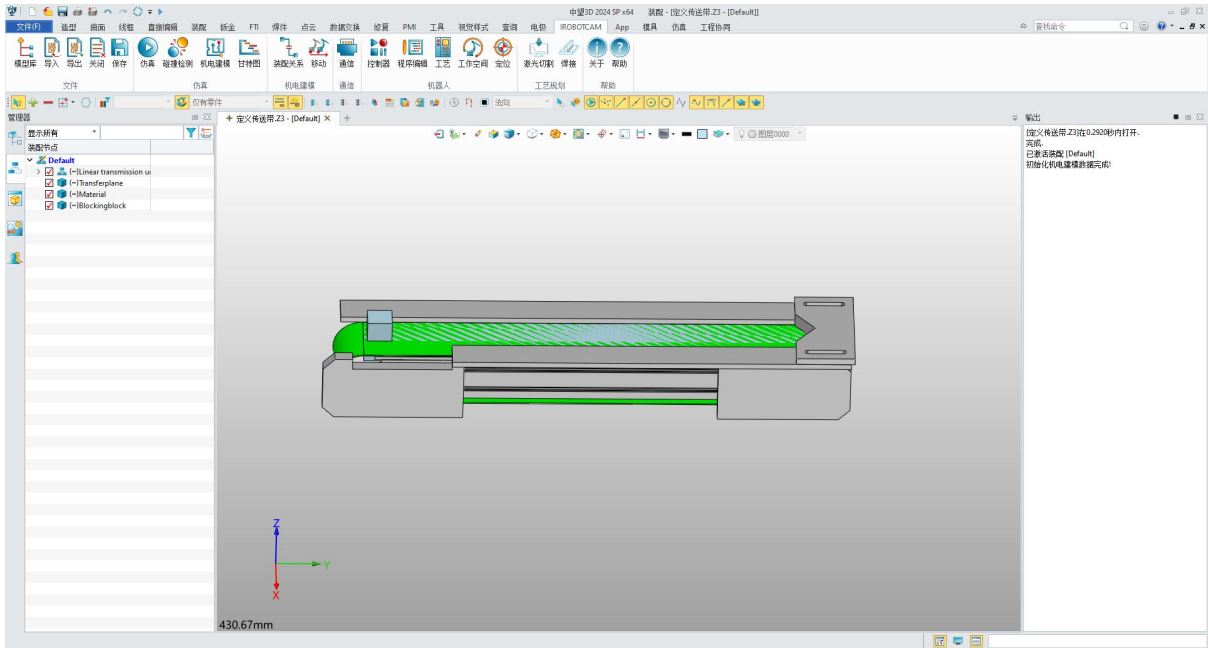 中望3D 2024 SP x64 装配 - [定义传送带.Z3 - [Default]]
文件(F) 造型 曲面 线框 直接编辑 装配 钣金 FTI 焊件 点云 数据交换 修复 PMI 工具 视觉样式 查询 电极 IROBOTCAM App 模具 仿真 工程协同 查找命令
模型库 导入 导出 关闭 保存 仿真 碰撞检测 机电建模 甘特图 装配关系 移动 通信 控制器 程序编辑 工艺 工作空间 定位 激光切割 焊接 关于 帮助
文件 仿真 机电建模 通信 机器人 工艺规划 帮助
仅有零件 法向
管理器 + 定义传送带.Z3 - [Default] × + 输出
显示所有 图层0000 [定义传送带.Z3]在0.2920秒内打开.
完成.
装配节点 已激活装配 [Default]
Default 初始化机电建模数据完成!
(-)Linear transmission u
(-)Transferplane
(-)Material
(-)Blockingblock
Z
Y
X
430.67mm